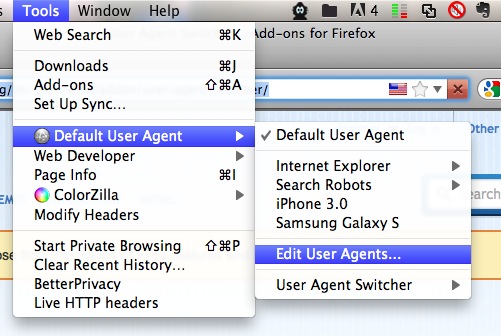 s Tools Window Help
4
Add-ons for Firefox
Web Search ⌘K
Downloads ⌘J
Add-ons ⇧⌘A
Set Up Sync...
g/
er/
Default User Agent
Web Developer
Page Info ⌘I
ColorZilla
Modify Headers
Start Private Browsing ⇧⌘P
Clear Recent History...
BetterPrivacy
Live HTTP headers
✓ Default User Agent
Internet Explorer
Search Robots
iPhone 3.0
Samsung Galaxy S
Edit User Agents...
User Agent Switcher
Other
search